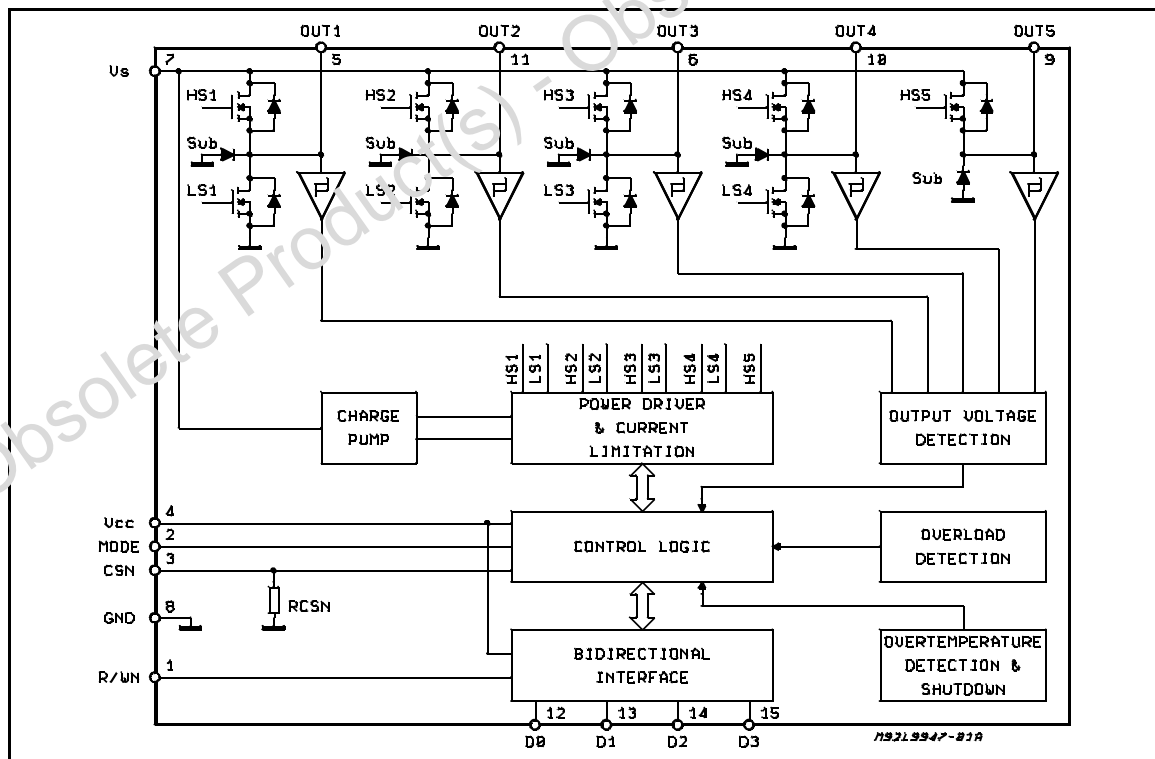 OUT1 OUT2 OUT3 OUT4 OUT5
7 5 11 6 10 9
Vs
HS1 HS2 HS3 HS4 HS5
Sub Sub Sub Sub
Sub
LS1 LS2 LS3 LS4
HS1 LS1 HS2 LS2 HS3 LS3 HS4 LS4 HS5
CHARGE
PUMP
POWER DRIVER
& CURRENT
LIMITATION
OUTPUT VOLTAGE
DETECTION
Vcc 4
MODE 2
CSN 3
RCSN
GND 8
R/WN 1
CONTROL LOGIC
OVERLOAD
DETECTION
BIDIRECTIONAL
INTERFACE
OVERTEMPERATURE
DETECTION &
SHUTDOWN
12 13 14 15
D0 D1 D2 D3
M92L9947-01A
Obsolete Product(s) - Obso